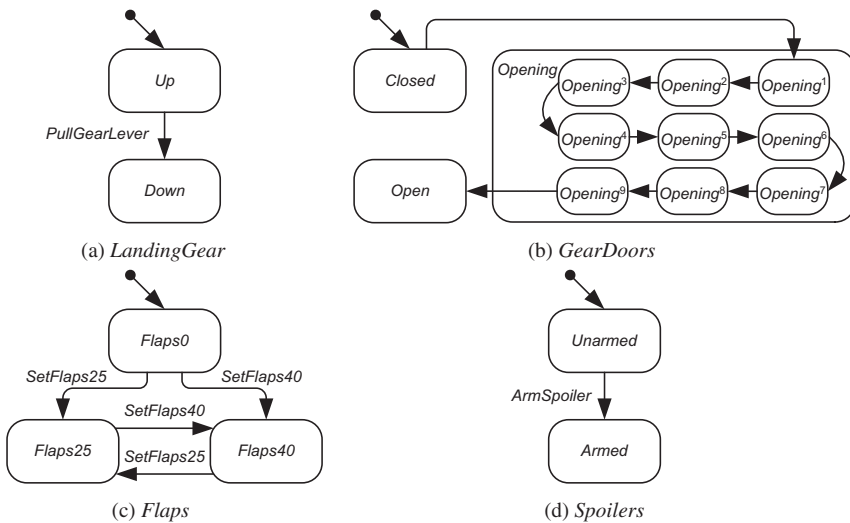 Up
PullGearLever
Down
(a) LandingGear
Closed
Opening
Opening³
Opening²
Opening¹
Opening⁴
Opening⁵
Opening⁶
Open
Opening⁹
Opening⁸
Opening⁷
(b) GearDoors
Flaps0
SetFlaps25
SetFlaps40
SetFlaps40
Flaps25
SetFlaps25
Flaps40
(c) Flaps
Unarmed
ArmSpoiler
Armed
(d) Spoilers